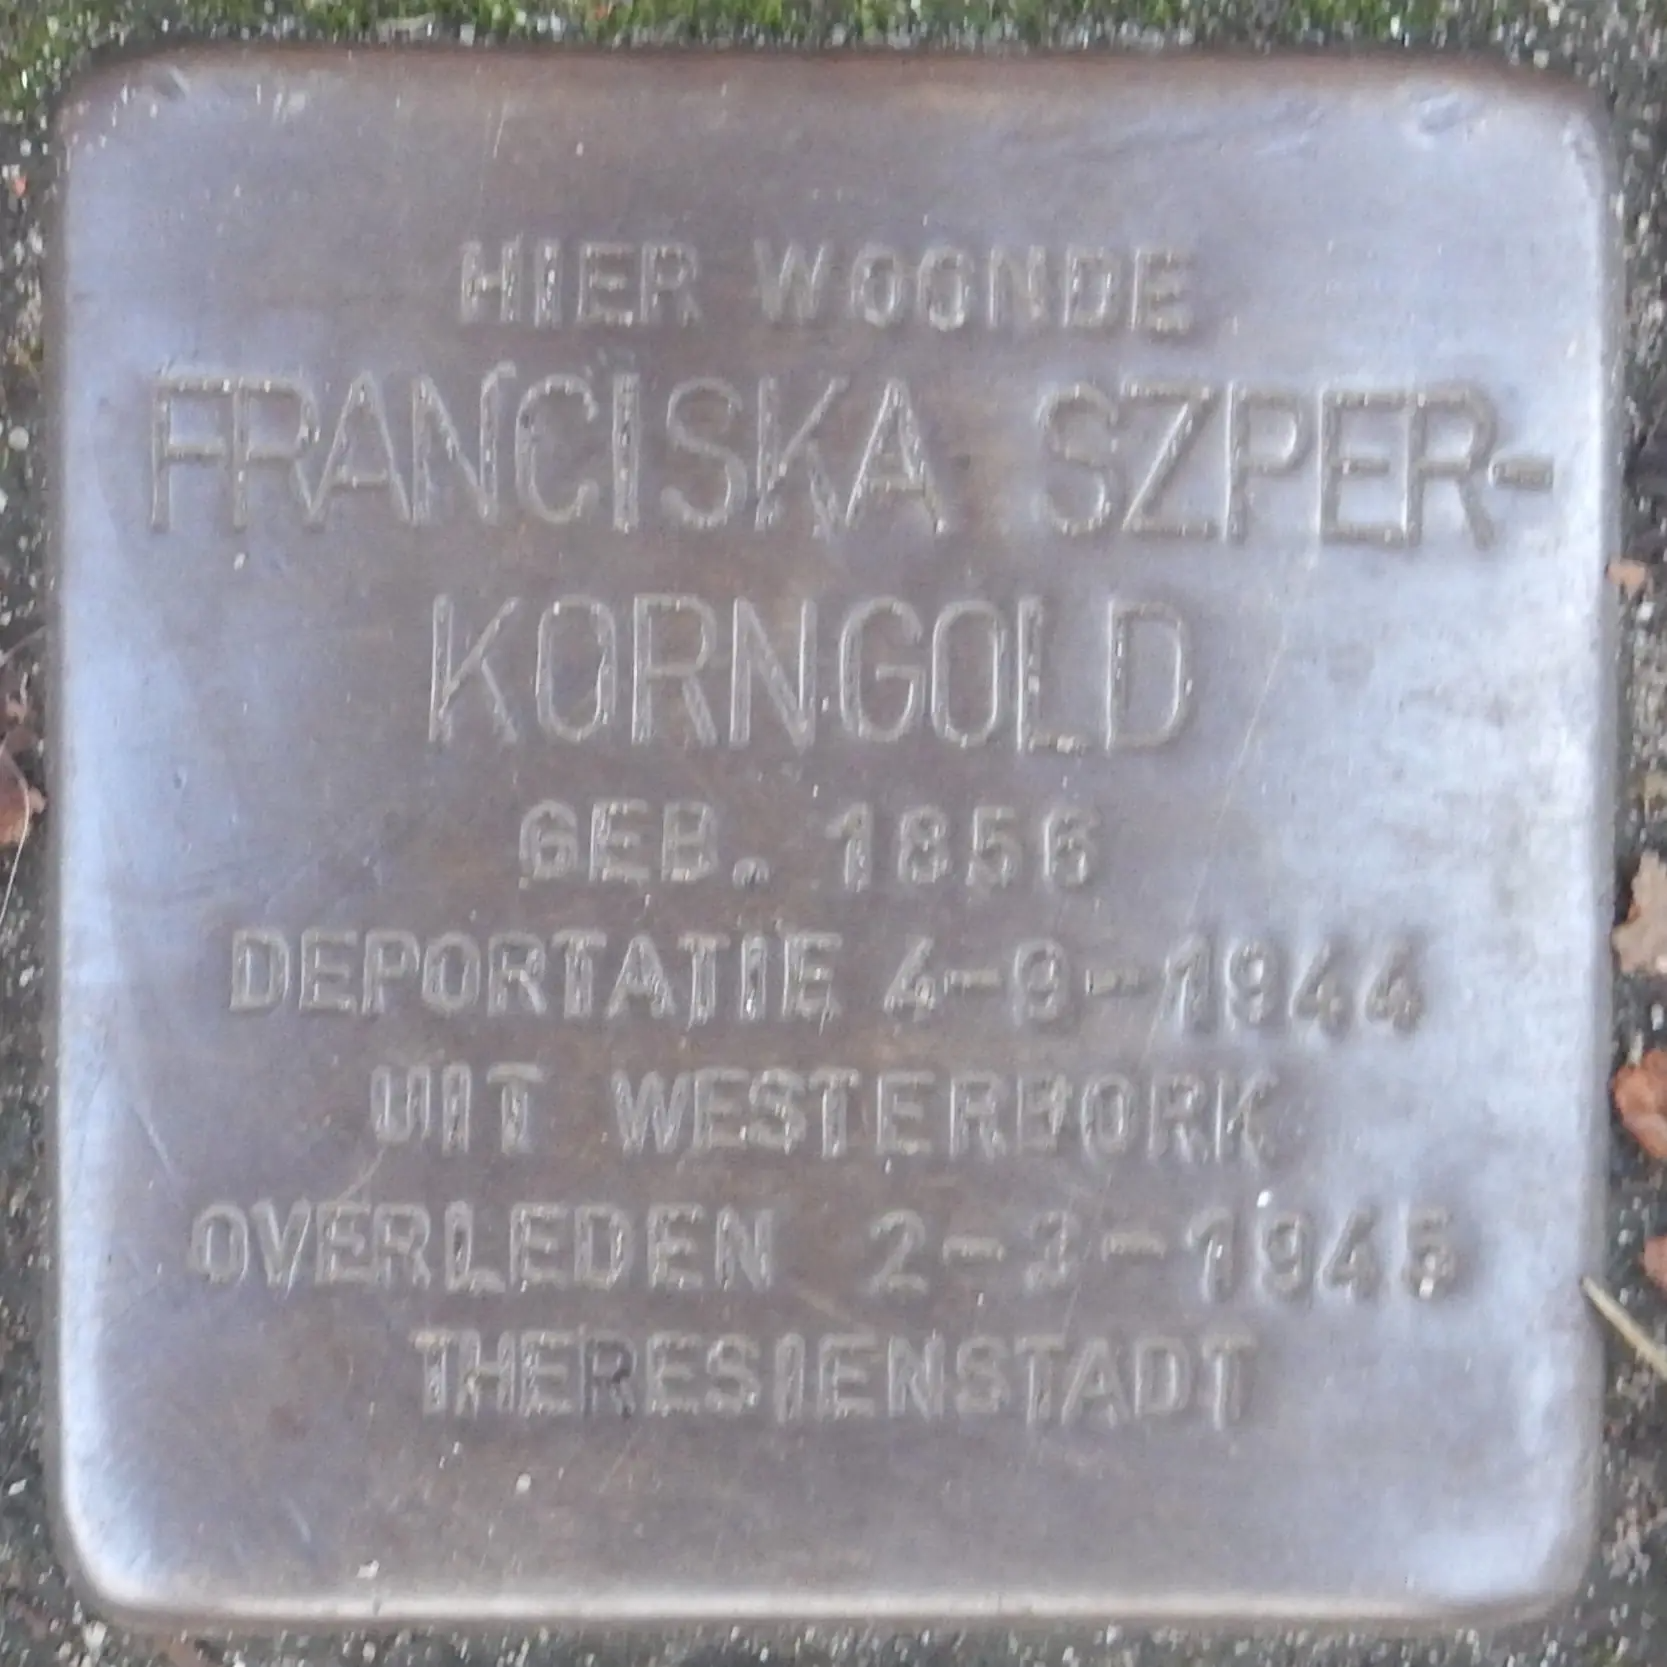 HIER WOONDE
FRANCISKA SZPER-
KORNGOLD
GEB. 1856
DEPORTATIE 4-9-1944
UIT WESTERBORK
OVERLEDEN 2-3-1945
THERESIENSTADT